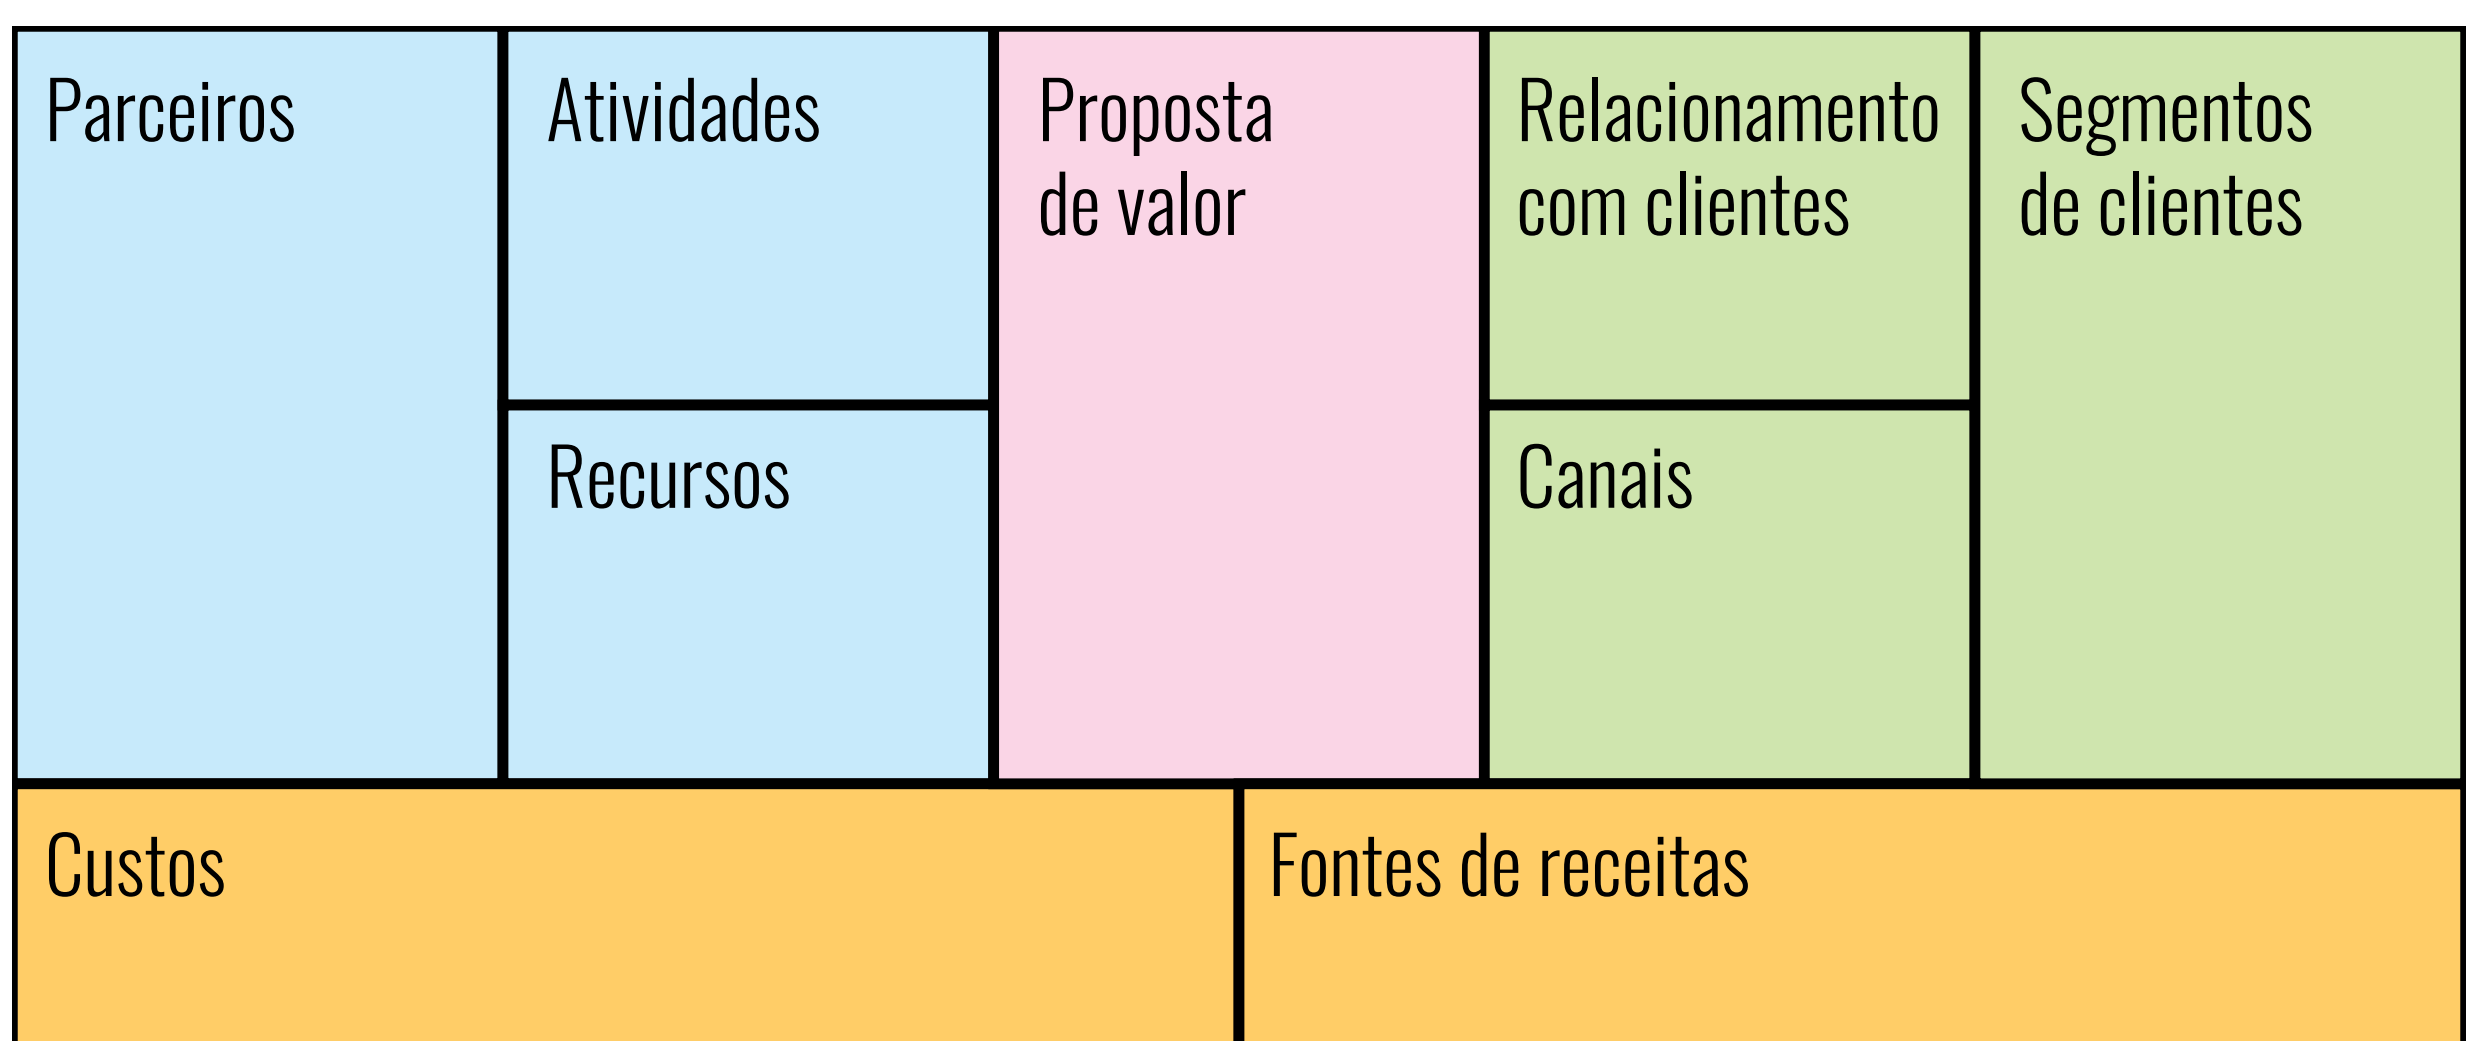 Parceiros
Atividades
Recursos
Proposta
de valor
Relacionamento
com clientes
Canais
Segmentos
de clientes
Custos
Fontes de receitas